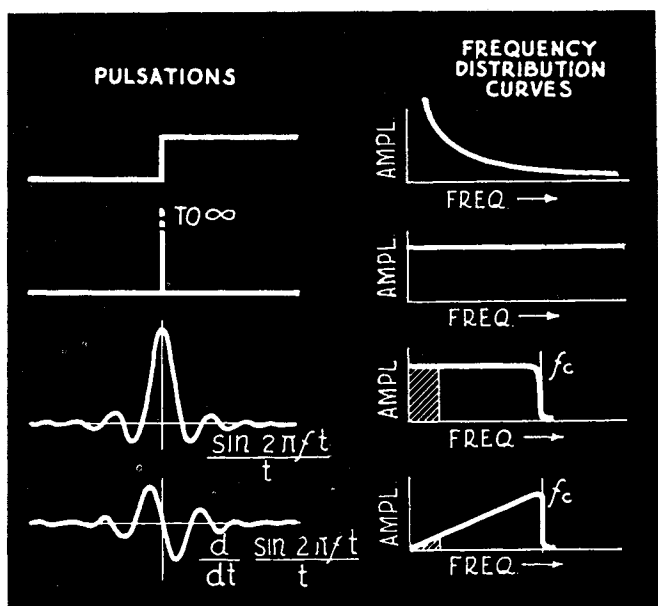 PULSATIONS
FREQUENCY
DISTRIBUTION
CURVES
AMPL.
FREQ. →
TO ∞
AMPL.
FREQ. →
sin 2πft
t
AMPL
fc
FREQ →
d
dt
sin 2πft
t
AMPL.
fc
FREQ. →